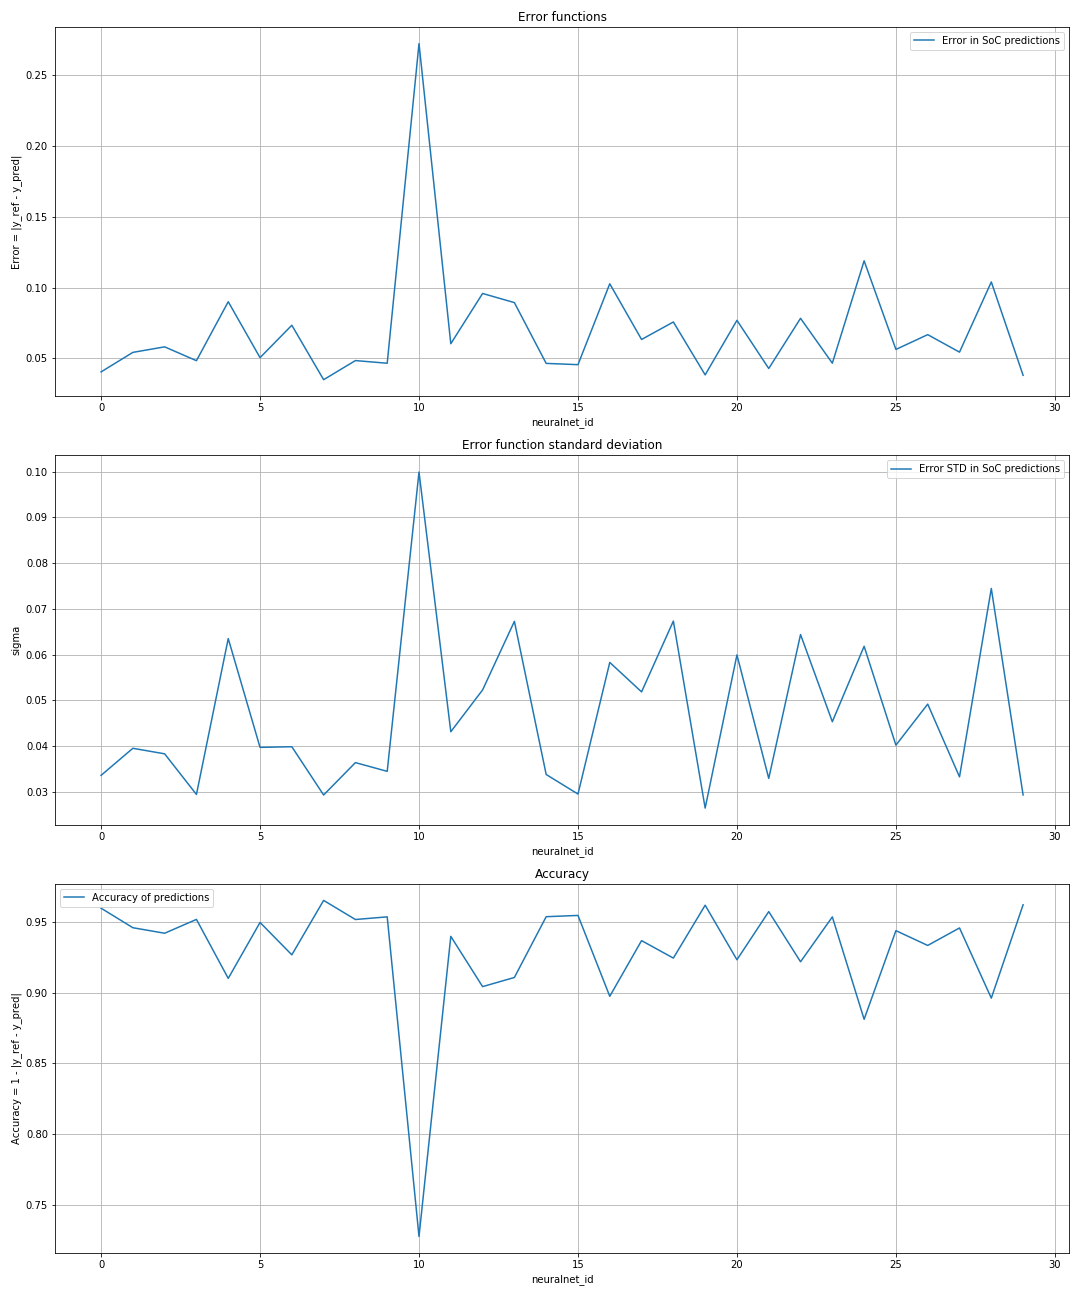 Error functions
Error in SoC predictions
0.25
0.20
0.15
0.10
0.05
Error = |y_ref - y_pred|
0 5 10 15 20 25 30
neuralnet_id
Error function standard deviation
Error STD in SoC predictions
0.10
0.09
0.08
0.07
0.06
0.05
0.04
0.03
sigma
0 5 10 15 20 25 30
neuralnet_id
Accuracy
Accuracy of predictions
0.95
0.90
0.85
0.80
0.75
Accuracy = 1 - |y_ref - y_pred|
0 5 10 15 20 25 30
neuralnet_id